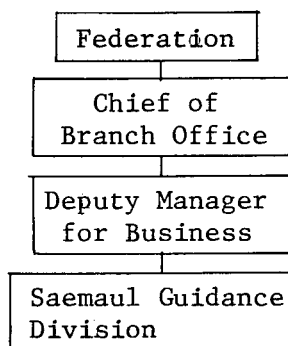 Federation
Chief of
Branch Office
Deputy Manager
for Business
Saemaul Guidance
Division